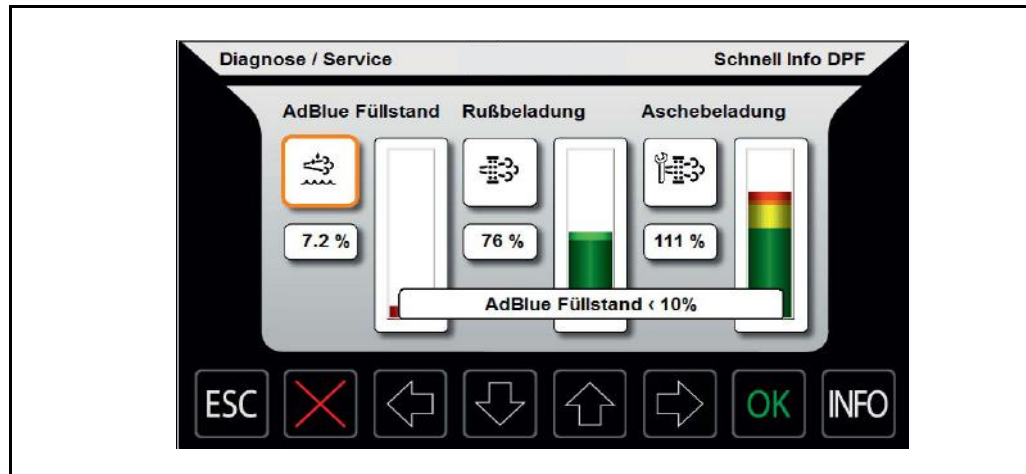 Diagnose / Service Schnell Info DPF
AdBlue Füllstand Rußbeladung Aschebeladung
7.2 % 76 % 111 %
AdBlue Füllstand < 10%
ESC OK INFO